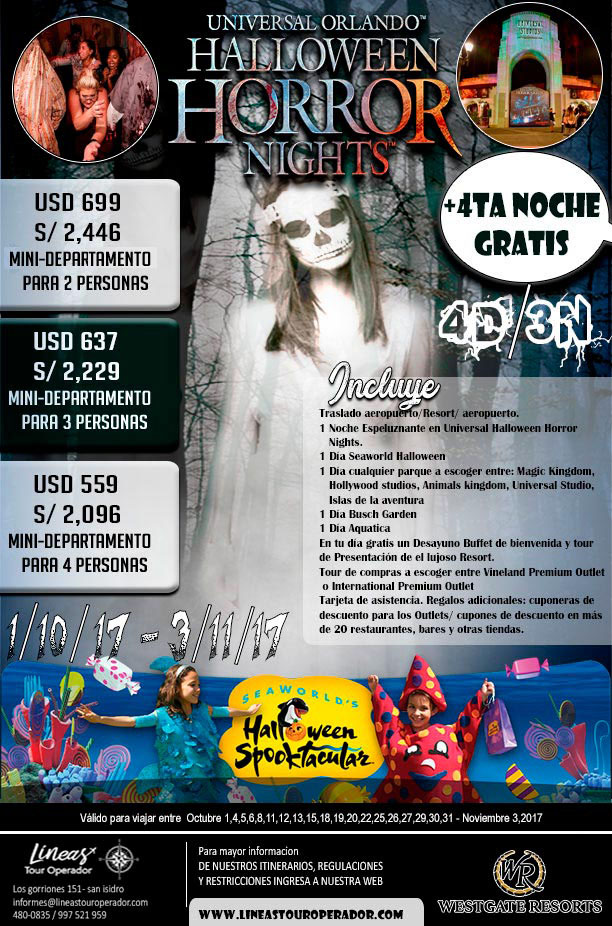 UNIVERSAL ORLANDO™
HALLOWEEN
HORROR
NIGHTS™
+4TA NOCHE
GRATIS
4D/3N
USD 699
S/ 2,446
MINI-DEPARTAMENTO
PARA 2 PERSONAS
USD 637
S/ 2,229
MINI-DEPARTAMENTO
PARA 3 PERSONAS
USD 559
S/ 2,096
MINI-DEPARTAMENTO
PARA 4 PERSONAS
Incluye
Traslado aeropuerto/Resort/ aeropuerto.
1 Noche Espeluznante en Universal Halloween Horror
Nights.
1 Día Seaworld Halloween
1 Día cualquier parque a escoger entre: Magic Kingdom,
Hollywood studios, Animals kingdom, Universal Studio,
Islas de la aventura
1 Día Busch Garden
1 Día Aquatica
En tu día gratis un Desayuno Buffet de bienvenida y tour
de Presentación de el lujoso Resort.
Tour de compras a escoger entre Vineland Premium Outlet
o International Premium Outlet
Tarjeta de asistencia. Regalos adicionales: cuponeras de
descuento para los Outlets/ cupones de descuento en más
de 20 restaurantes, bares y otras tiendas.
1/10/17 - 3/11/17
SEAWORLD'S
Halloween
Spooktacular
Válido para viajar entre Octubre 1,4,5,6,8,11,12,13,15,18,19,20,22,25,26,27,29,30,31 - Noviembre 3,2017
Lineas
Tour Operador
Los gorriones 151- san isidro
informes@lineastouroperador.com
480-0835 / 997 521 959
Para mayor informacion
DE NUESTROS ITINERARIOS, REGULACIONES
Y RESTRICCIONES INGRESA A NUESTRA WEB
WWW.LINEASTOUROPERADOR.COM
WR
WESTGATE RESORTS